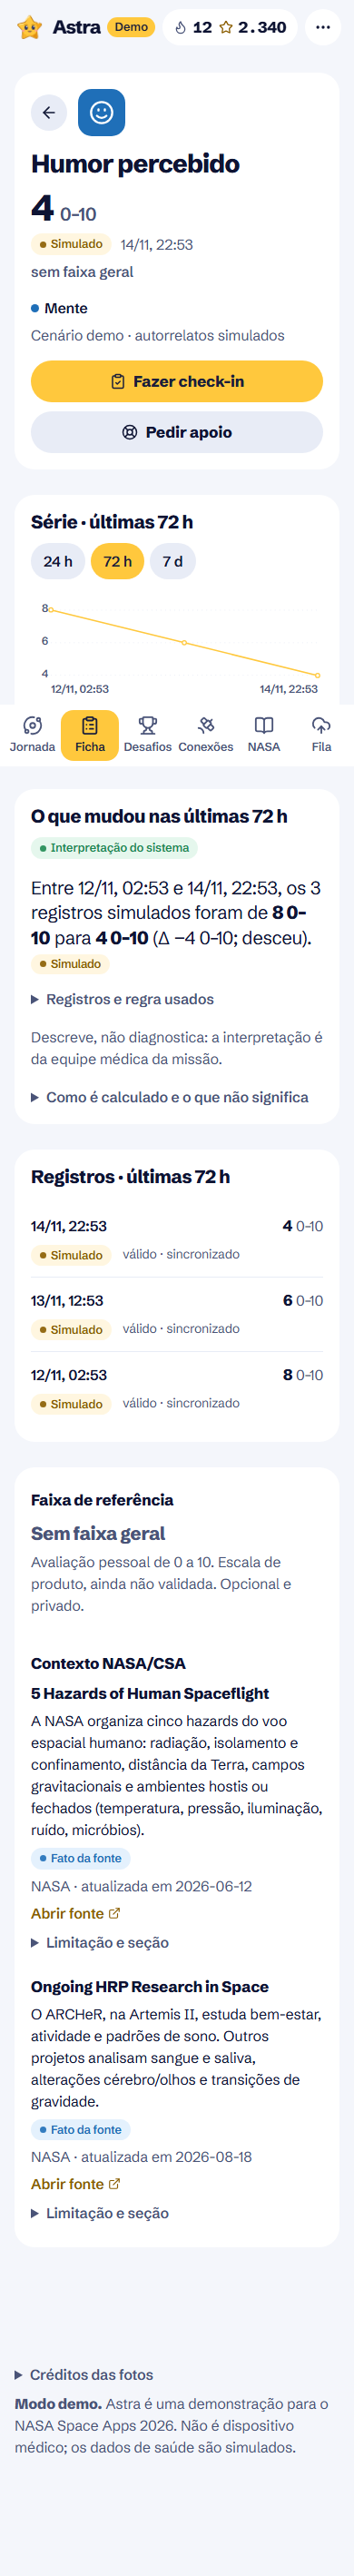 Astra Demo 12 2.340
Humor percebido
4 0-10
Simulado 14/11, 22:53
sem faixa geral
Mente
Cenário demo · autorrelatos simulados
Fazer check-in
Pedir apoio
Série · últimas 72 h
24 h 72 h 7 d
8
6
4
12/11, 02:53 14/11, 22:53
Jornada Ficha Desafios Conexões NASA Fila
O que mudou nas últimas 72 h
Interpretação do sistema
Entre 12/11, 02:53 e 14/11, 22:53, os 3
registros simulados foram de 8 0-
10 para 4 0-10 (Δ −4 0-10; desceu).
Simulado
Registros e regra usados
Descreve, não diagnostica: a interpretação é
da equipe médica da missão.
Como é calculado e o que não significa
Registros · últimas 72 h
14/11, 22:53 4 0-10
Simulado válido · sincronizado
13/11, 12:53 6 0-10
Simulado válido · sincronizado
12/11, 02:53 8 0-10
Simulado válido · sincronizado
Faixa de referência
Sem faixa geral
Avaliação pessoal de 0 a 10. Escala de
produto, ainda não validada. Opcional e
privado.
Contexto NASA/CSA
5 Hazards of Human Spaceflight
A NASA organiza cinco hazards do voo
espacial humano: radiação, isolamento e
confinamento, distância da Terra, campos
gravitacionais e ambientes hostis ou
fechados (temperatura, pressão, iluminação,
ruído, micróbios).
Fato da fonte
NASA · atualizada em 2026-06-12
Abrir fonte
Limitação e seção
Ongoing HRP Research in Space
O ARCHeR, na Artemis II, estuda bem-estar,
atividade e padrões de sono. Outros
projetos analisam sangue e saliva,
alterações cérebro/olhos e transições de
gravidade.
Fato da fonte
NASA · atualizada em 2026-08-18
Abrir fonte
Limitação e seção
Créditos das fotos
Modo demo. Astra é uma demonstração para o
NASA Space Apps 2026. Não é dispositivo
médico; os dados de saúde são simulados.